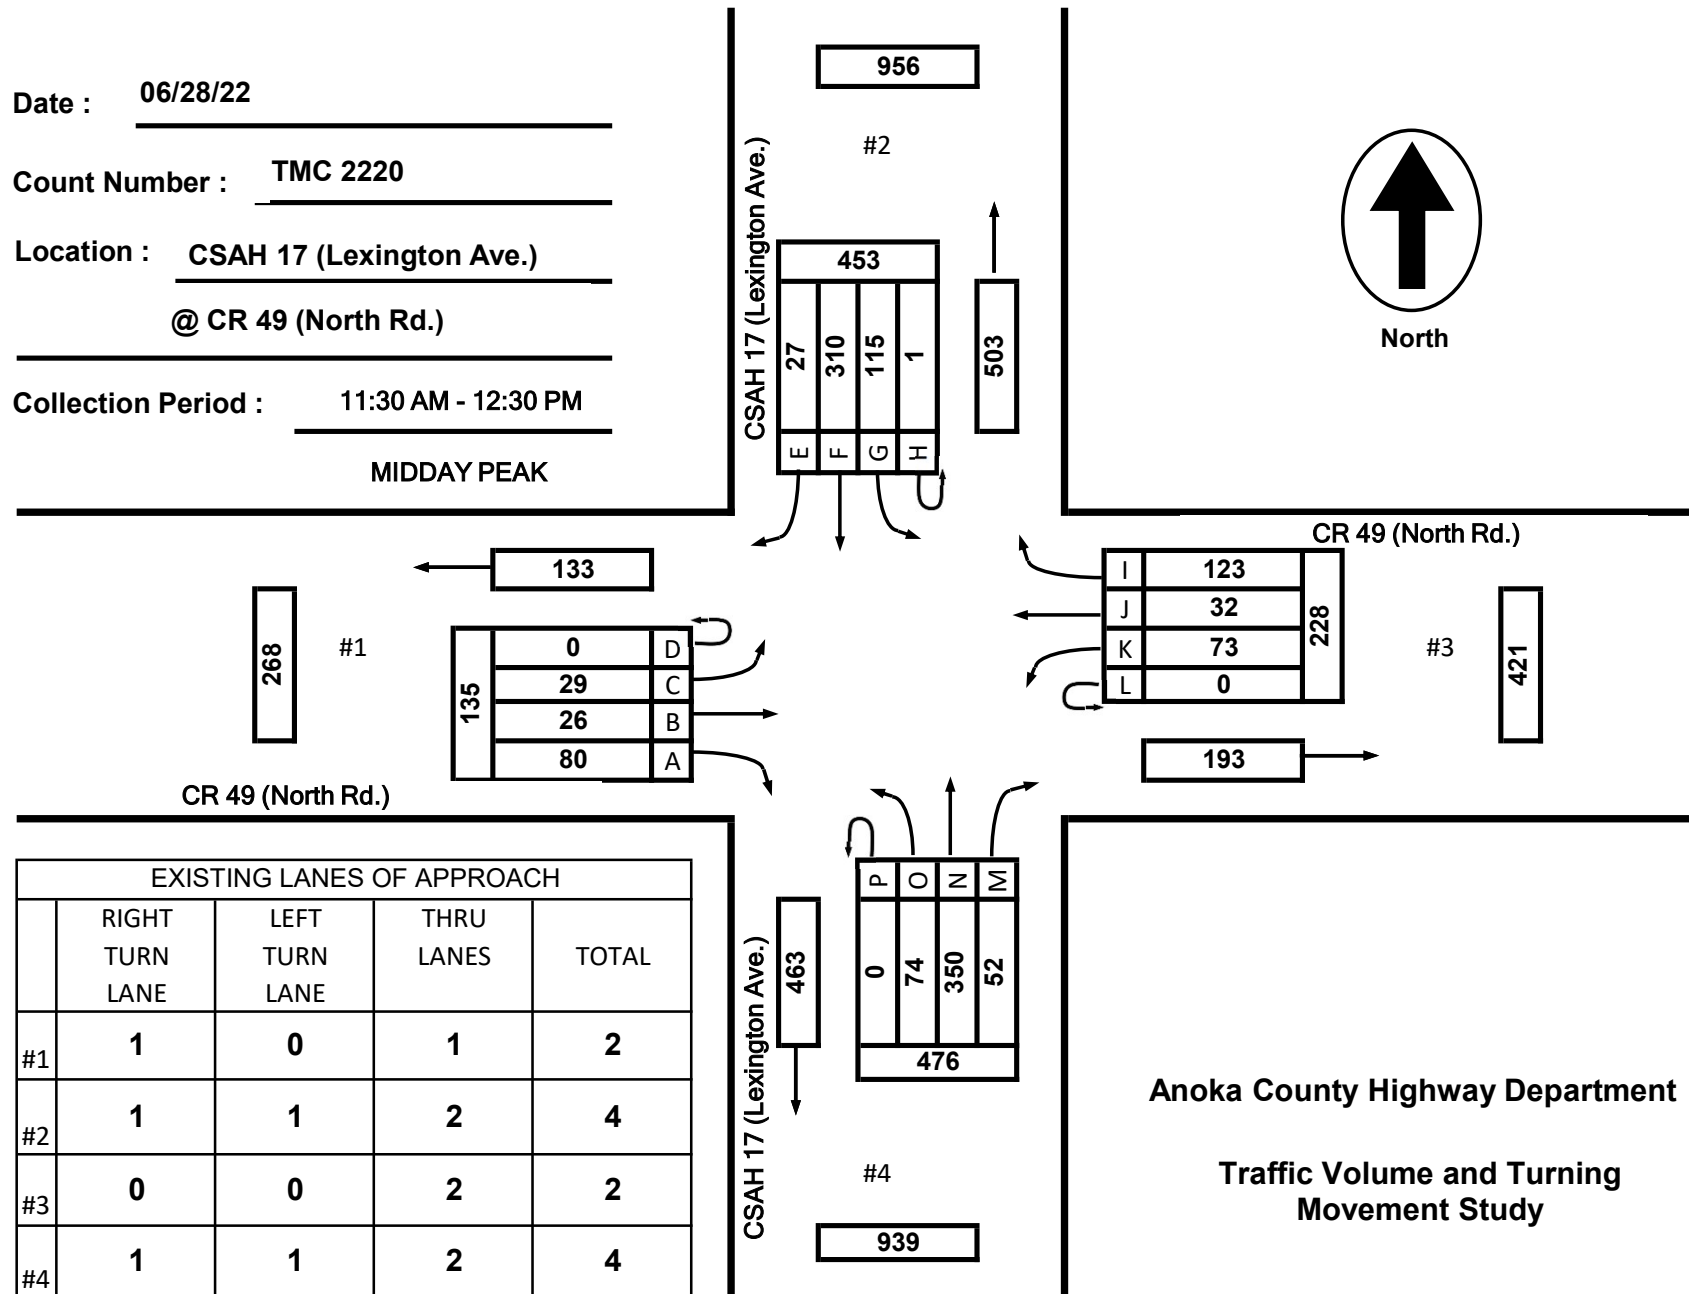 Date : 06/28/22
Count Number : TMC 2220
Location : CSAH 17 (Lexington Ave.)
@ CR 49 (North Rd.)
Collection Period : 11:30 AM - 12:30 PM
MIDDAY PEAK
956
#2
CSAH 17 (Lexington Ave.)
453
27 310 115 1
E F G H
503
North
CR 49 (North Rd.)
133
268
#1
135
0 D
29 C
26 B
80 A
CR 49 (North Rd.)
I 123
J 32
K 73
L 0
228
#3
421
193
P O N M
0 74 350 52
476
463
CSAH 17 (Lexington Ave.)
#4
939
EXISTING LANES OF APPROACH
RIGHT LEFT THRU
TURN TURN LANES TOTAL
LANE LANE
#1 1 0 1 2
#2 1 1 2 4
#3 0 0 2 2
#4 1 1 2 4
Anoka County Highway Department
Traffic Volume and Turning
Movement Study